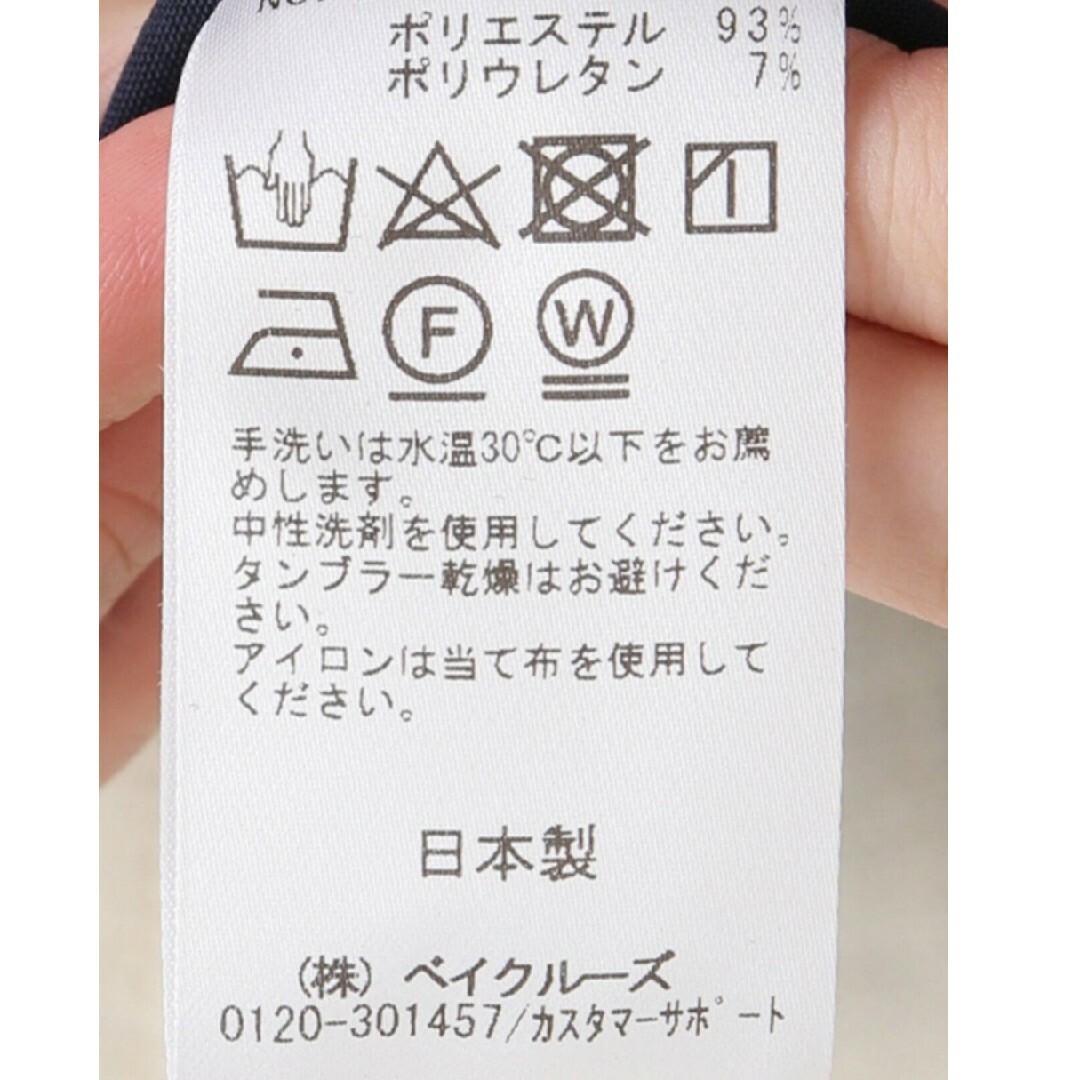 ポリエステル 93%
ポリウレタン 7%
F W
手洗いは水温30℃以下をお薦
めします。
中性洗剤を使用してください。
タンブラー乾燥はお避けくだ
さい。
アイロンは当て布を使用して
ください。
日本製
(株) ベイクルーズ
0120-301457/カスタマーサポート